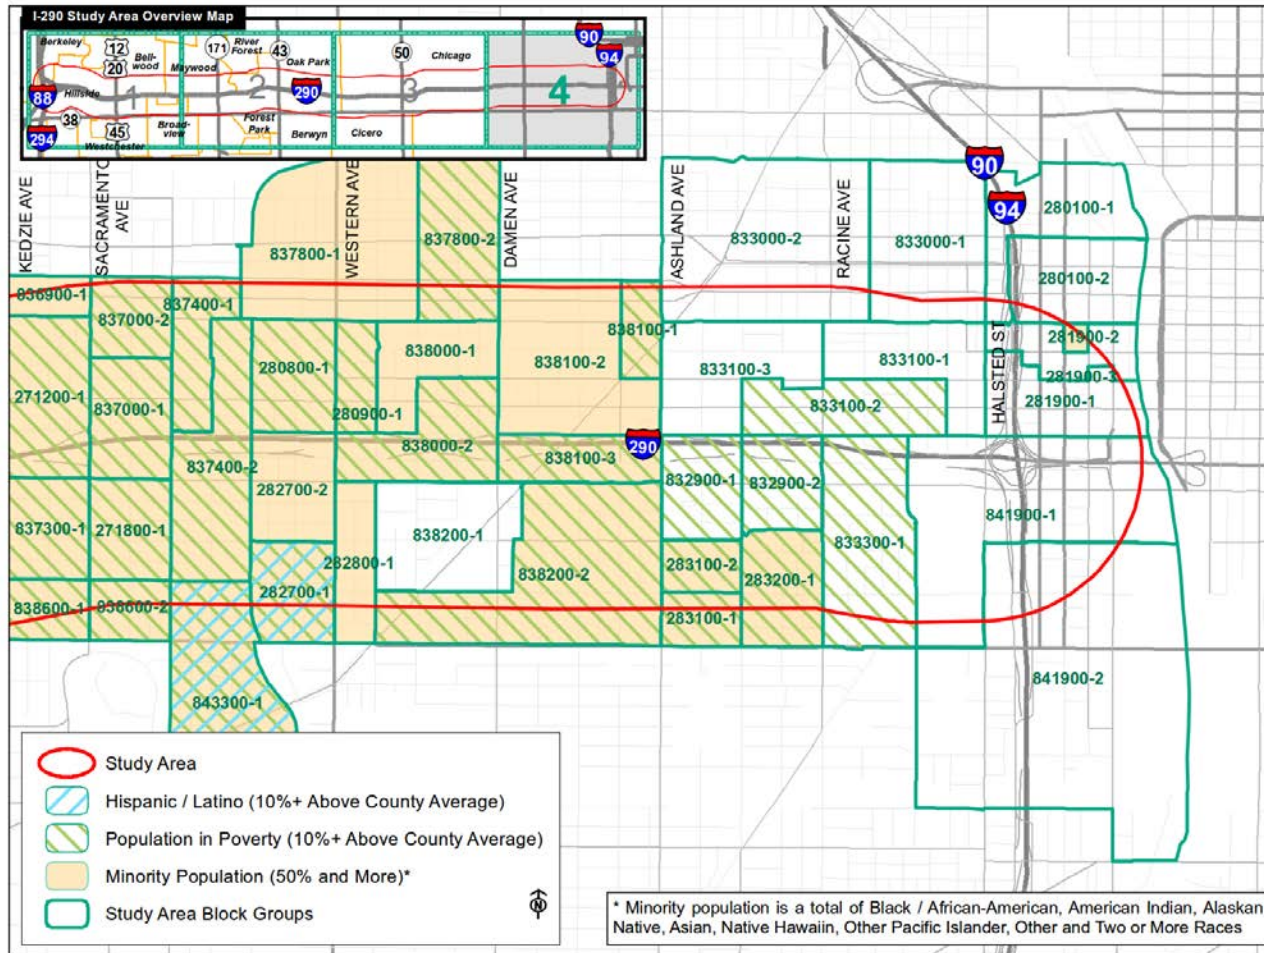 I-290 Study Area Overview Map
Berkeley
12
20
Bell-
wood
Maywood
171
River
Forest
43
Oak Park
50
Chicago
90
94
88
Hillside
1
2
290
3
4
38
294
45
Westchester
Broad-
view
Forest
Park
Berwyn
Cicero
KEDZIE AVE
SACRAMENTO
AVE
WESTERN AVE
DAMEN AVE
ASHLAND AVE
RACINE AVE
HALSTED ST
90
94
280100-1
837800-1
837800-2
833000-2
833000-1
280100-2
836900-1
837000-2
837400-1
838100-1
281900-2
280800-1
838000-1
838100-2
833100-3
833100-1
281900-3
271200-1
837000-1
280900-1
833100-2
281900-1
838000-2
838100-3
290
837400-2
282700-2
832900-1
832900-2
837300-1
271800-1
838200-1
841900-1
833300-1
282800-1
838200-2
283100-2
283200-1
282700-1
838600-1
838600-2
283100-1
843300-1
841900-2
Study Area
Hispanic / Latino (10%+ Above County Average)
Population in Poverty (10%+ Above County Average)
Minority Population (50% and More)*
Study Area Block Groups
* Minority population is a total of Black / African-American, American Indian, Alaskan
Native, Asian, Native Hawaiin, Other Pacific Islander, Other and Two or More Races